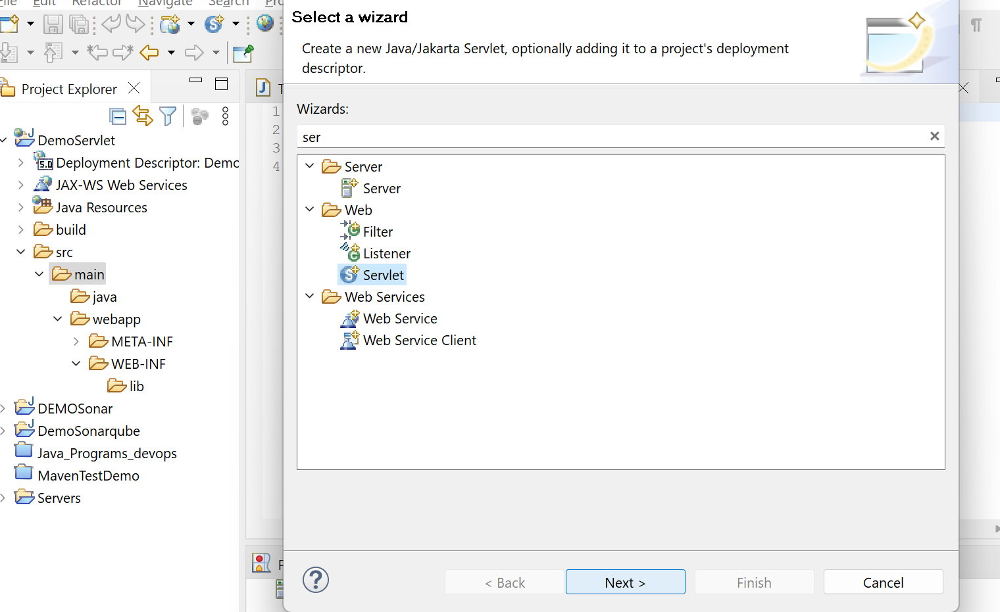 File Edit Refactor Navigate Search
Select a wizard
Create a new Java/Jakarta Servlet, optionally adding it to a project's deployment
descriptor.
Project Explorer
J
1
2
3
4
Wizards:
ser
DemoServlet
5.0 Deployment Descriptor: Demo
JAX-WS Web Services
Java Resources
build
src
main
java
webapp
META-INF
WEB-INF
lib
DEMOSonar
DemoSonarqube
Java_Programs_devops
MavenTestDemo
Servers
Server
Server
Web
Filter
Listener
Servlet
Web Services
Web Service
Web Service Client
?
< Back
Next >
Finish
Cancel